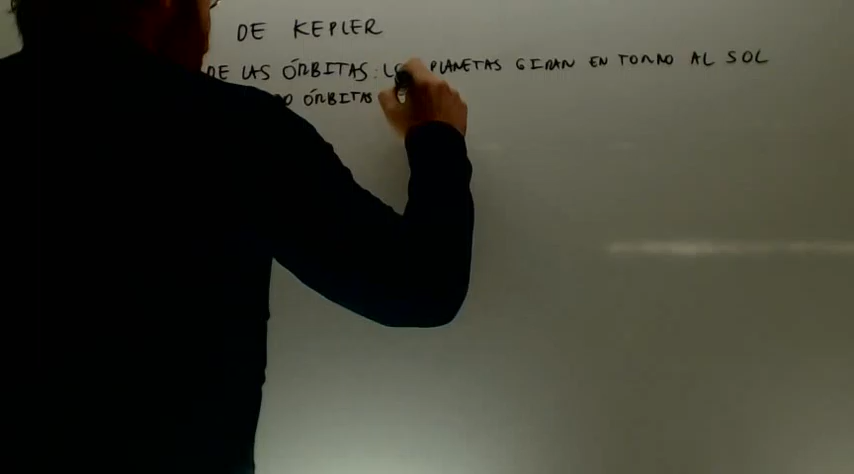 DE KEPLER
DE LAS ÓRBITAS: PLANETAS GIRAN EN TORNO AL SOL
ÓRBITAS